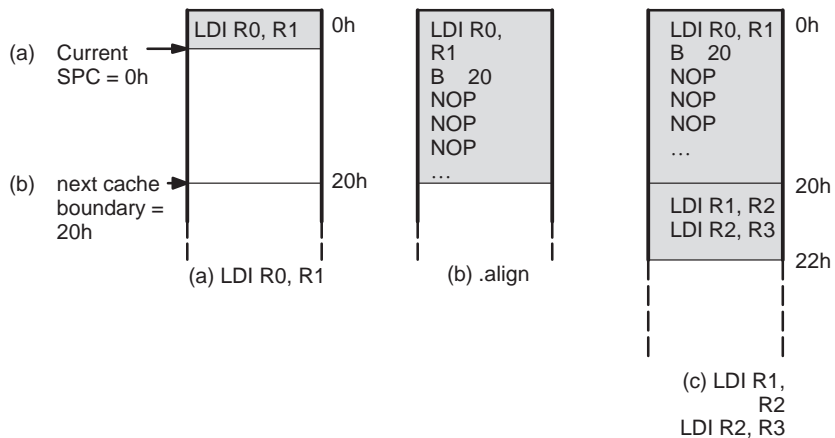 LDI R0, R1
0h
(a) Current
SPC = 0h
(b) next cache
boundary =
20h
20h
(a) LDI R0, R1
LDI R0,
R1
B 20
NOP
NOP
NOP
…
(b) .align
LDI R0, R1
B 20
NOP
NOP
NOP
…
0h
20h
LDI R1, R2
LDI R2, R3
22h
(c) LDI R1,
R2
LDI R2, R3